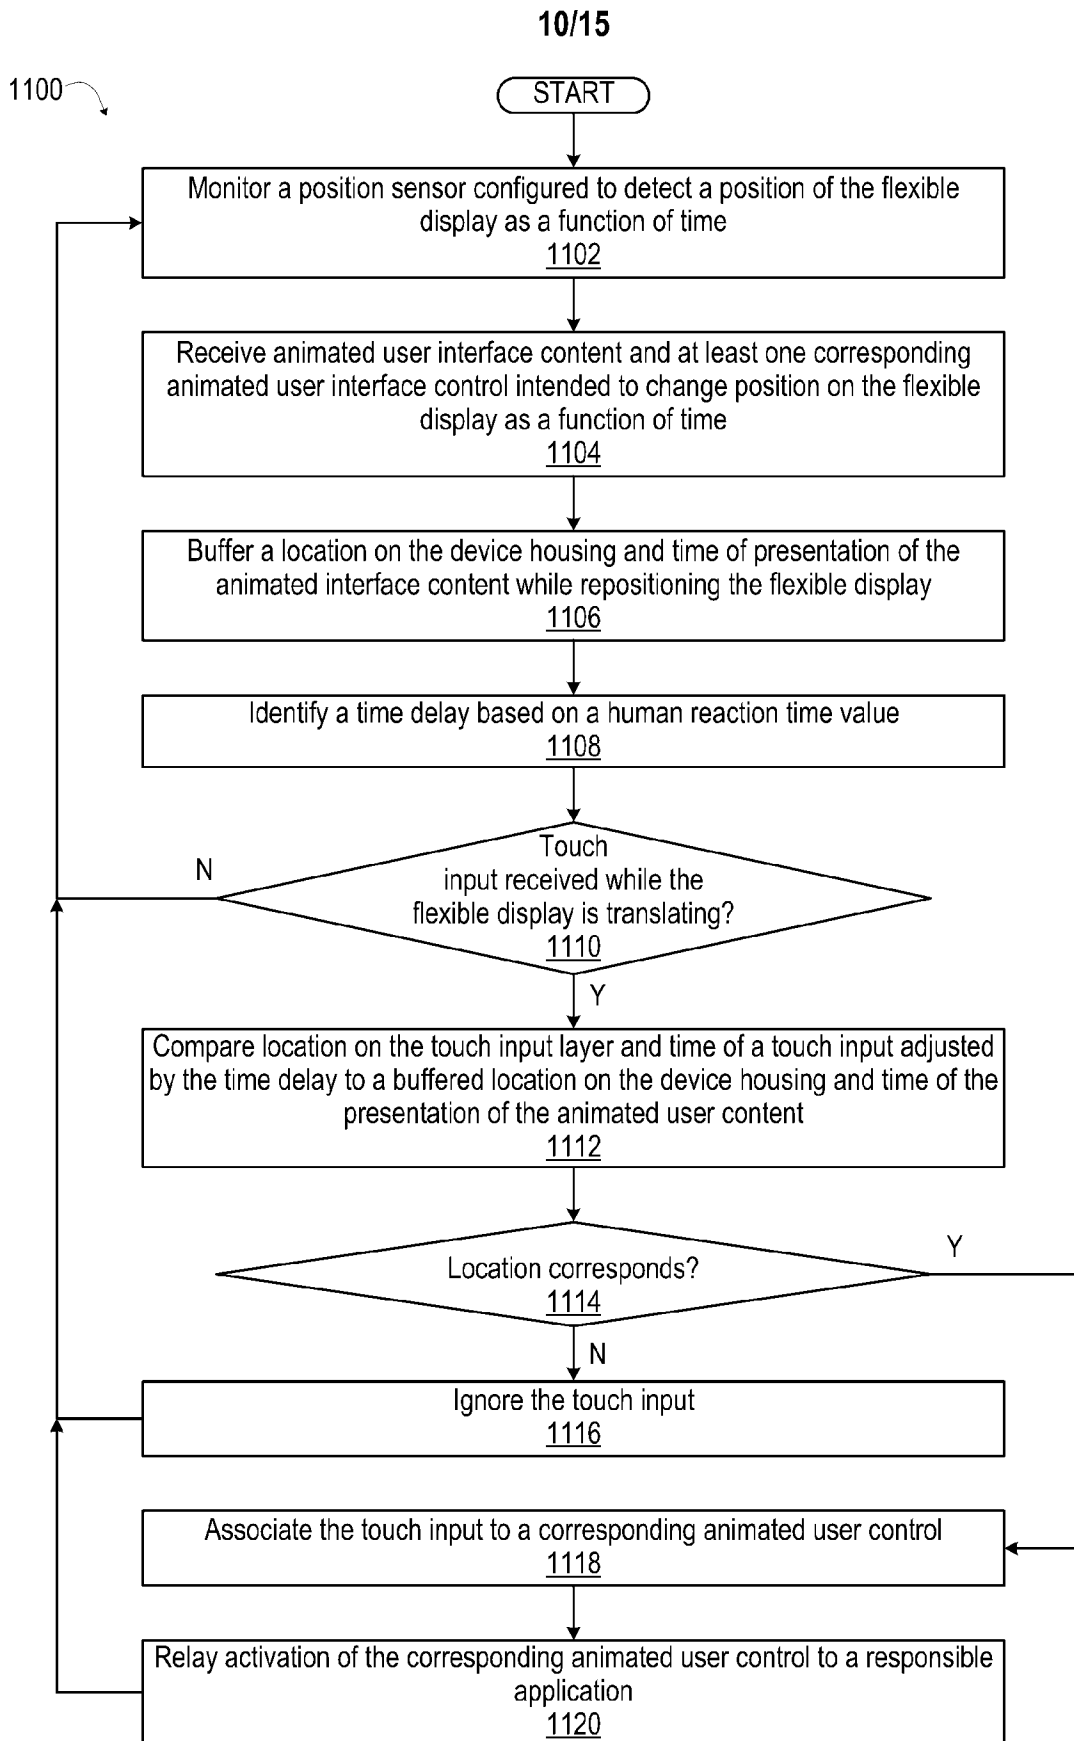 10/15
1100
START
Monitor a position sensor configured to detect a position of the flexible
display as a function of time
1102
Receive animated user interface content and at least one corresponding
animated user interface control intended to change position on the flexible
display as a function of time
1104
Buffer a location on the device housing and time of presentation of the
animated interface content while repositioning the flexible display
1106
Identify a time delay based on a human reaction time value
1108
Touch
input received while the
flexible display is translating?
1110
N
Y
Compare location on the touch input layer and time of a touch input adjusted
by the time delay to a buffered location on the device housing and time of the
presentation of the animated user content
1112
Location corresponds?
1114
Y
N
Ignore the touch input
1116
Associate the touch input to a corresponding animated user control
1118
Relay activation of the corresponding animated user control to a responsible
application
1120